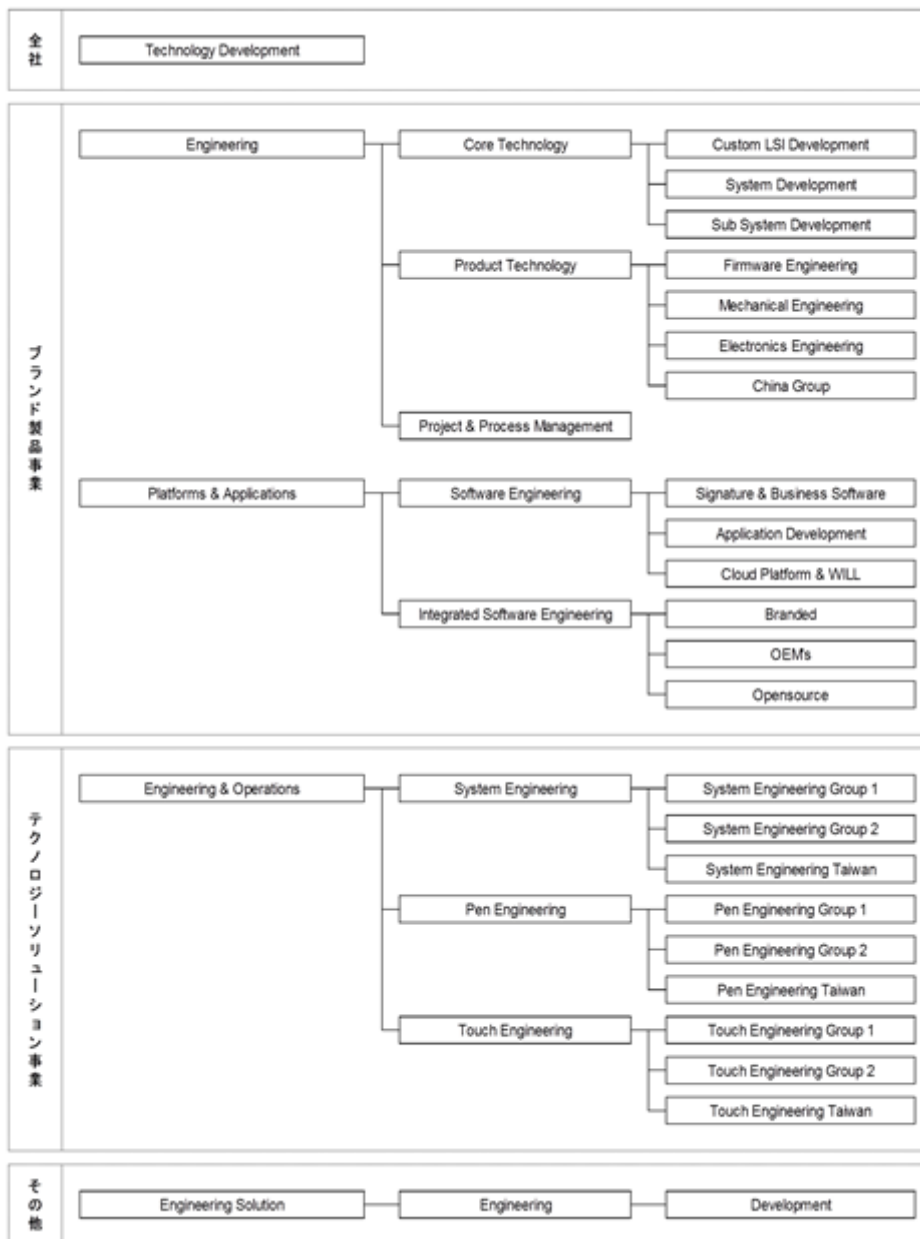 全社
Technology Development
ブランド製品事業
Engineering
Core Technology
Custom LSI Development
System Development
Sub System Development
Product Technology
Firmware Engineering
Mechanical Engineering
Electronics Engineering
China Group
Project & Process Management
Platforms & Applications
Software Engineering
Signature & Business Software
Application Development
Cloud Platform & WILL
Integrated Software Engineering
Branded
OEM's
Opensource
テクノロジーソリューション事業
Engineering & Operations
System Engineering
System Engineering Group 1
System Engineering Group 2
System Engineering Taiwan
Pen Engineering
Pen Engineering Group 1
Pen Engineering Group 2
Pen Engineering Taiwan
Touch Engineering
Touch Engineering Group 1
Touch Engineering Group 2
Touch Engineering Taiwan
その他
Engineering Solution
Engineering
Development